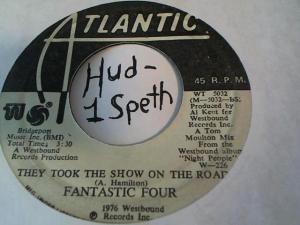 ATLANTIC
Hud-
1 Speth
45 R.P.M.
Bridgeport
Music Inc. (BMI)
Total Time; 3:30
A Westbound
Records Production
WT 5032
(M-5032-bS)
Produced by
Al Kent for
Westbound
Records Inc.
A Tom
Moulton Mix
From the
Westbound album
"Night People"
W-226
THEY TOOK THE SHOW ON THE ROAD
(A. Hamilton)
FANTASTIC FOUR
℗ 1976 Westbound
Records Inc.